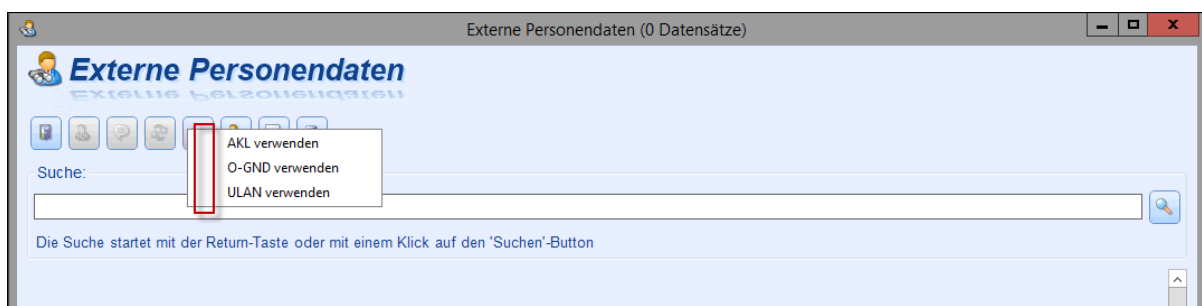 Externe Personendaten (0 Datensätze)
Externe Personendaten
AKL verwenden
O-GND verwenden
ULAN verwenden
Suche:
Die Suche startet mit der Return-Taste oder mit einem Klick auf den 'Suchen'-Button